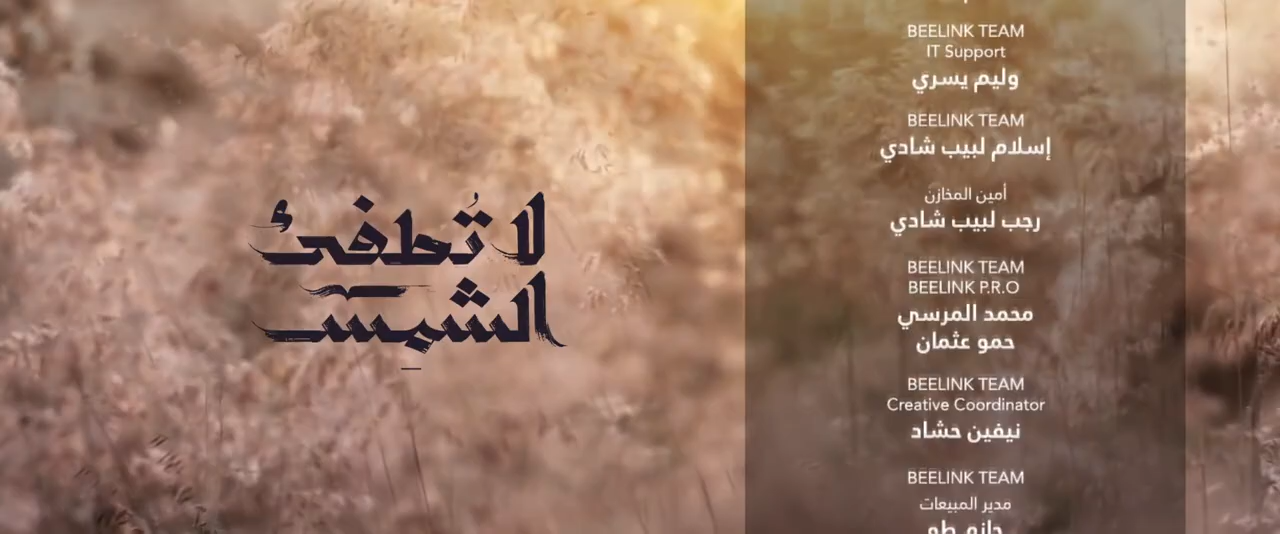 لا تُطفئ
الشمس
BEELINK TEAM
IT Support
وليم يسري
BEELINK TEAM
إسلام لبيب شادي
أمين المخازن
رجب لبيب شادي
BEELINK TEAM
BEELINK P.R.O
محمد المرسي
حمو عثمان
BEELINK TEAM
Creative Coordinator
نيفين حشاد
BEELINK TEAM
مدير المبيعات